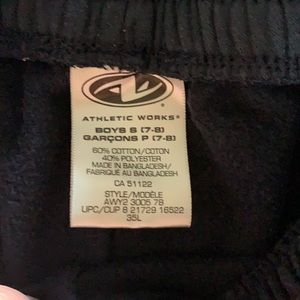 ATHLETIC WORKS®
BOYS S (7-8)
GARÇONS P (7-8)
60% COTTON/COTON
40% POLYESTER
MADE IN BANGLADESH/
FABRIQUÉ AU BANGLADESH
CA 51122
STYLE/MODÈLE
AWY2 3005 7B
UPC/CUP 8 21729 16522
35L